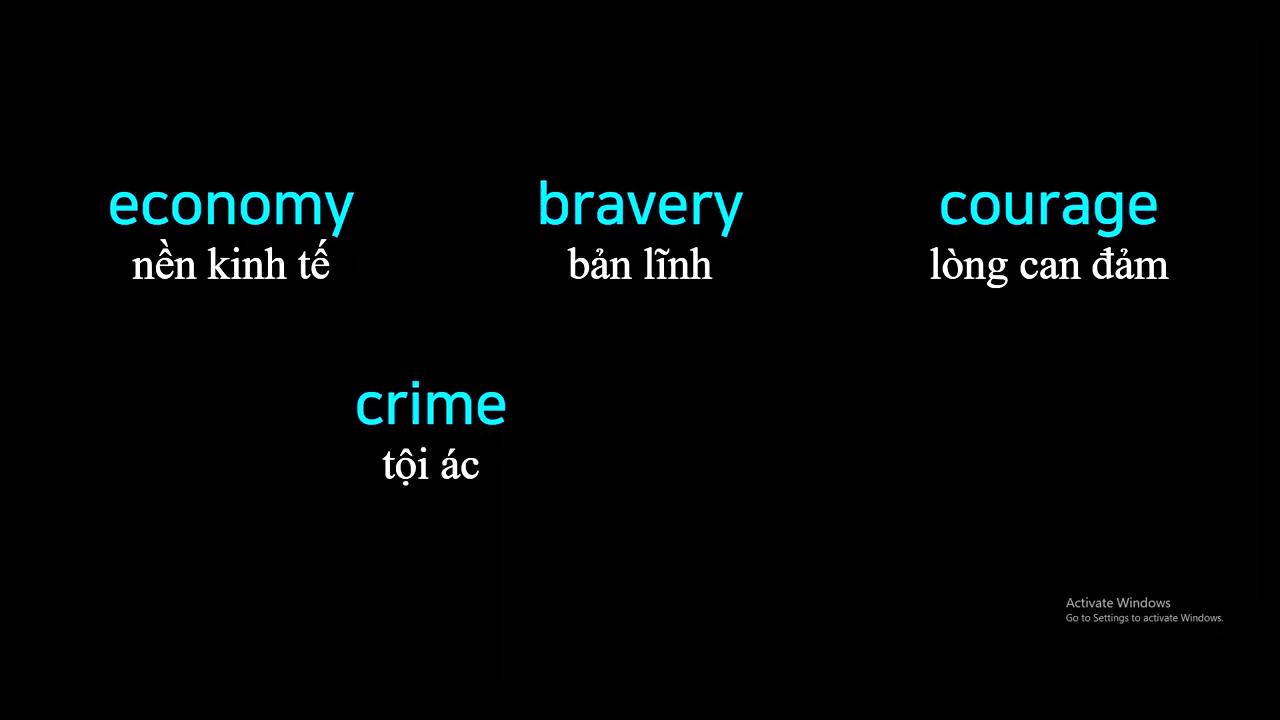 economy bravery courage
nền kinh tế bản lĩnh lòng can đảm
crime
tội ác
Activate Windows
Go to Settings to activate Windows.